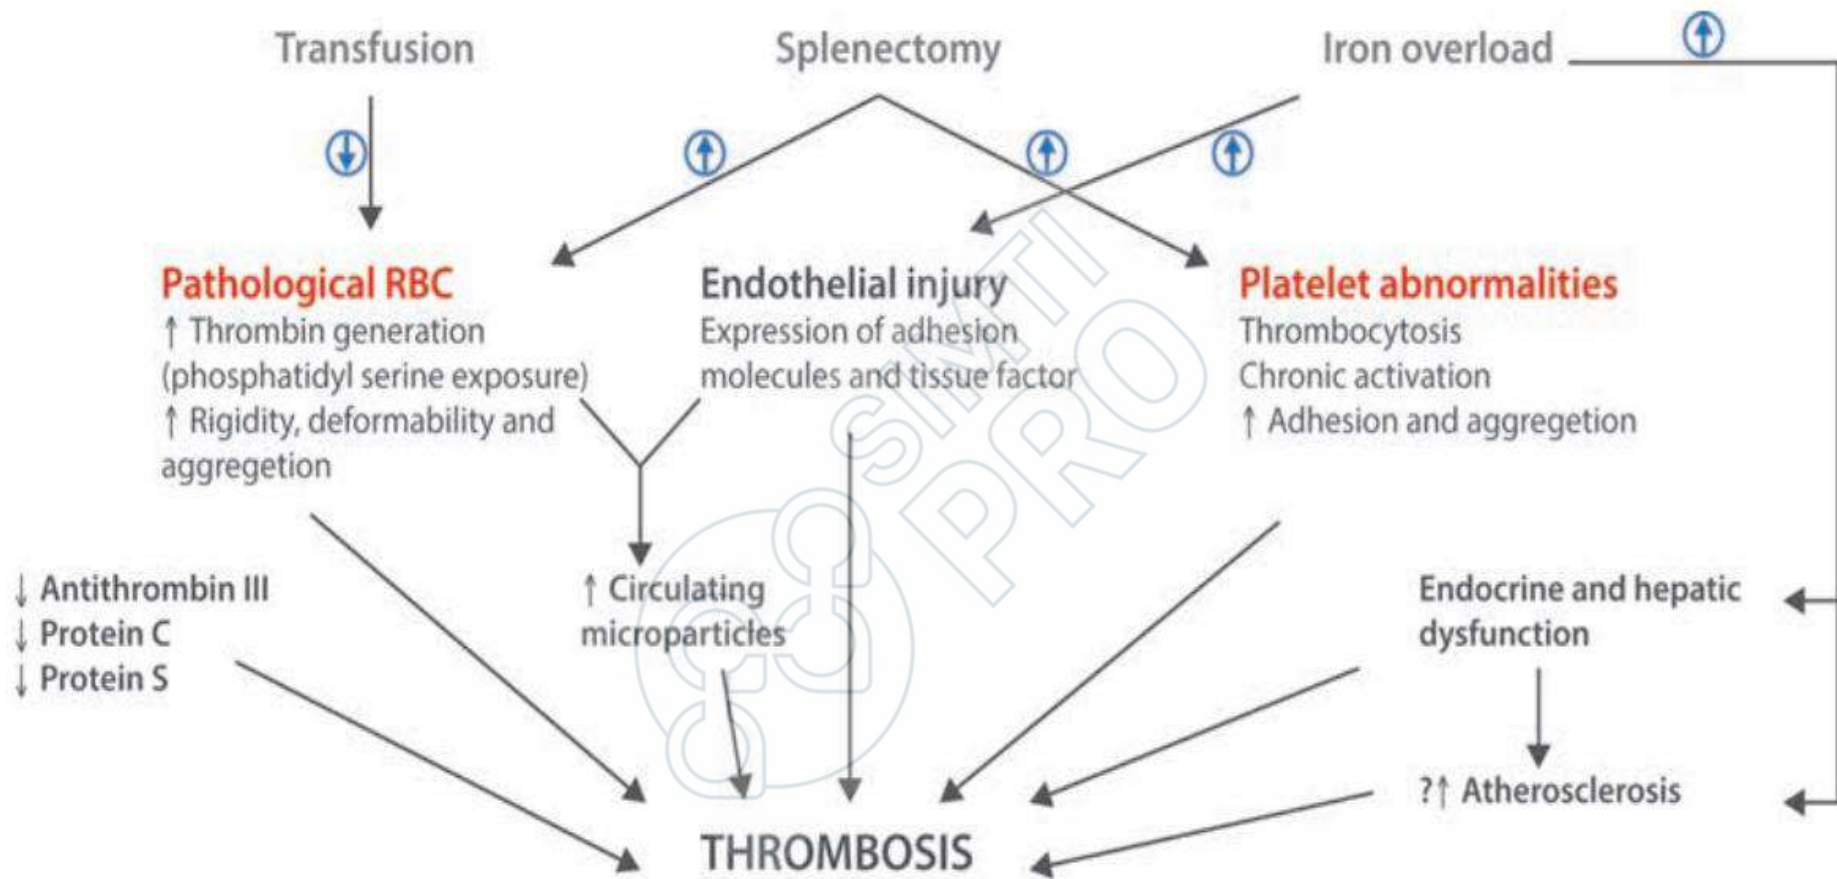 Transfusion
Splenectomy
Iron overload
Pathological RBC
↑ Thrombin generation
(phosphatidyl serine exposure)
↑ Rigidity, deformability and
aggregetion
Endothelial injury
Expression of adhesion
molecules and tissue factor
Platelet abnormalities
Thrombocytosis
Chronic activation
↑ Adhesion and aggregetion
↓ Antithrombin III
↓ Protein C
↓ Protein S
↑ Circulating
microparticles
Endocrine and hepatic
dysfunction
?↑ Atherosclerosis
THROMBOSIS
SIMTI
PRO